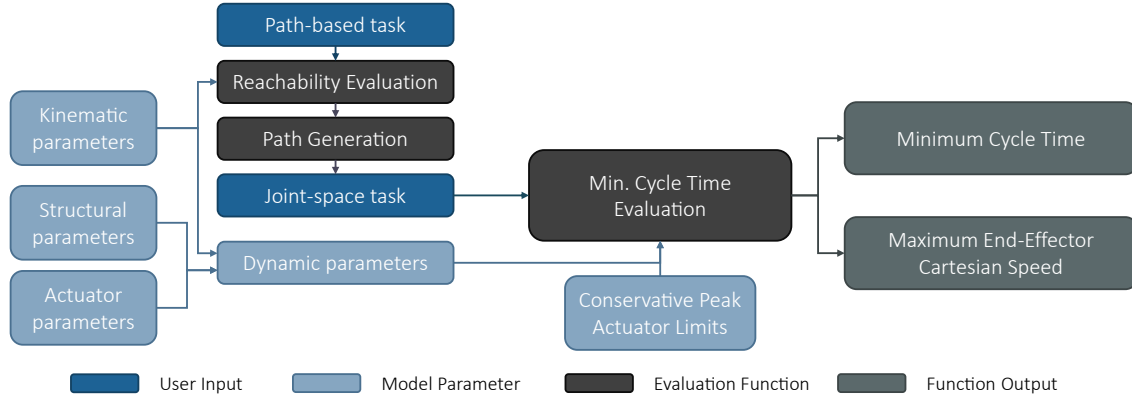 Path-based task
Reachability Evaluation
Kinematic
parameters
Path Generation
Minimum Cycle Time
Min. Cycle Time
Evaluation
Joint-space task
Structural
parameters
Maximum End-Effector
Cartesian Speed
Dynamic parameters
Actuator
parameters
Conservative Peak
Actuator Limits
User Input
Model Parameter
Evaluation Function
Function Output